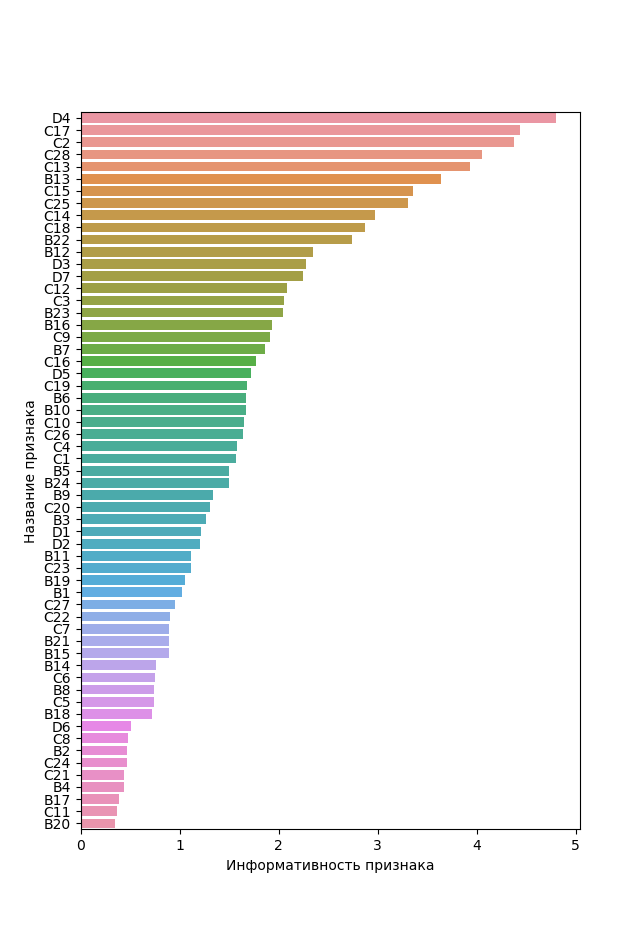 D4
C17
C2
C28
C13
B13
C15
C25
C14
C18
B22
B12
D3
D7
C12
C3
B23
B16
C9
B7
C16
D5
C19
B6
B10
C10
C26
C4
C1
B5
B24
B9
C20
B3
D1
D2
B11
C23
B19
B1
C27
C22
C7
B21
B15
B14
C6
B8
C5
B18
D6
C8
B2
C24
C21
B4
B17
C11
B20
Название признака
0 1 2 3 4 5
Информативность признака